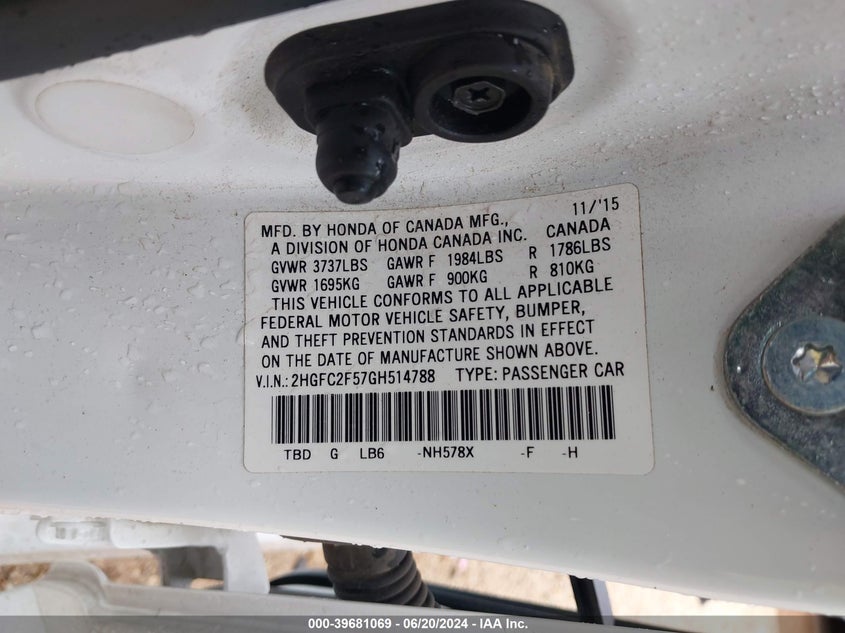 11/'15
MFD. BY HONDA OF CANADA MFG.,
A DIVISION OF HONDA CANADA INC. CANADA
GVWR 3737LBS GAWR F 1984LBS R 1786LBS
GVWR 1695KG GAWR F 900KG R 810KG
THIS VEHICLE CONFORMS TO ALL APPLICABLE
FEDERAL MOTOR VEHICLE SAFETY, BUMPER,
AND THEFT PREVENTION STANDARDS IN EFFECT
ON THE DATE OF MANUFACTURE SHOWN ABOVE.
V.I.N.: 2HGFC2F57GH514788 TYPE: PASSENGER CAR
TBD G LB6 -NH578X -F -H
000-39681069 - 06/20/2024 - IAA Inc.